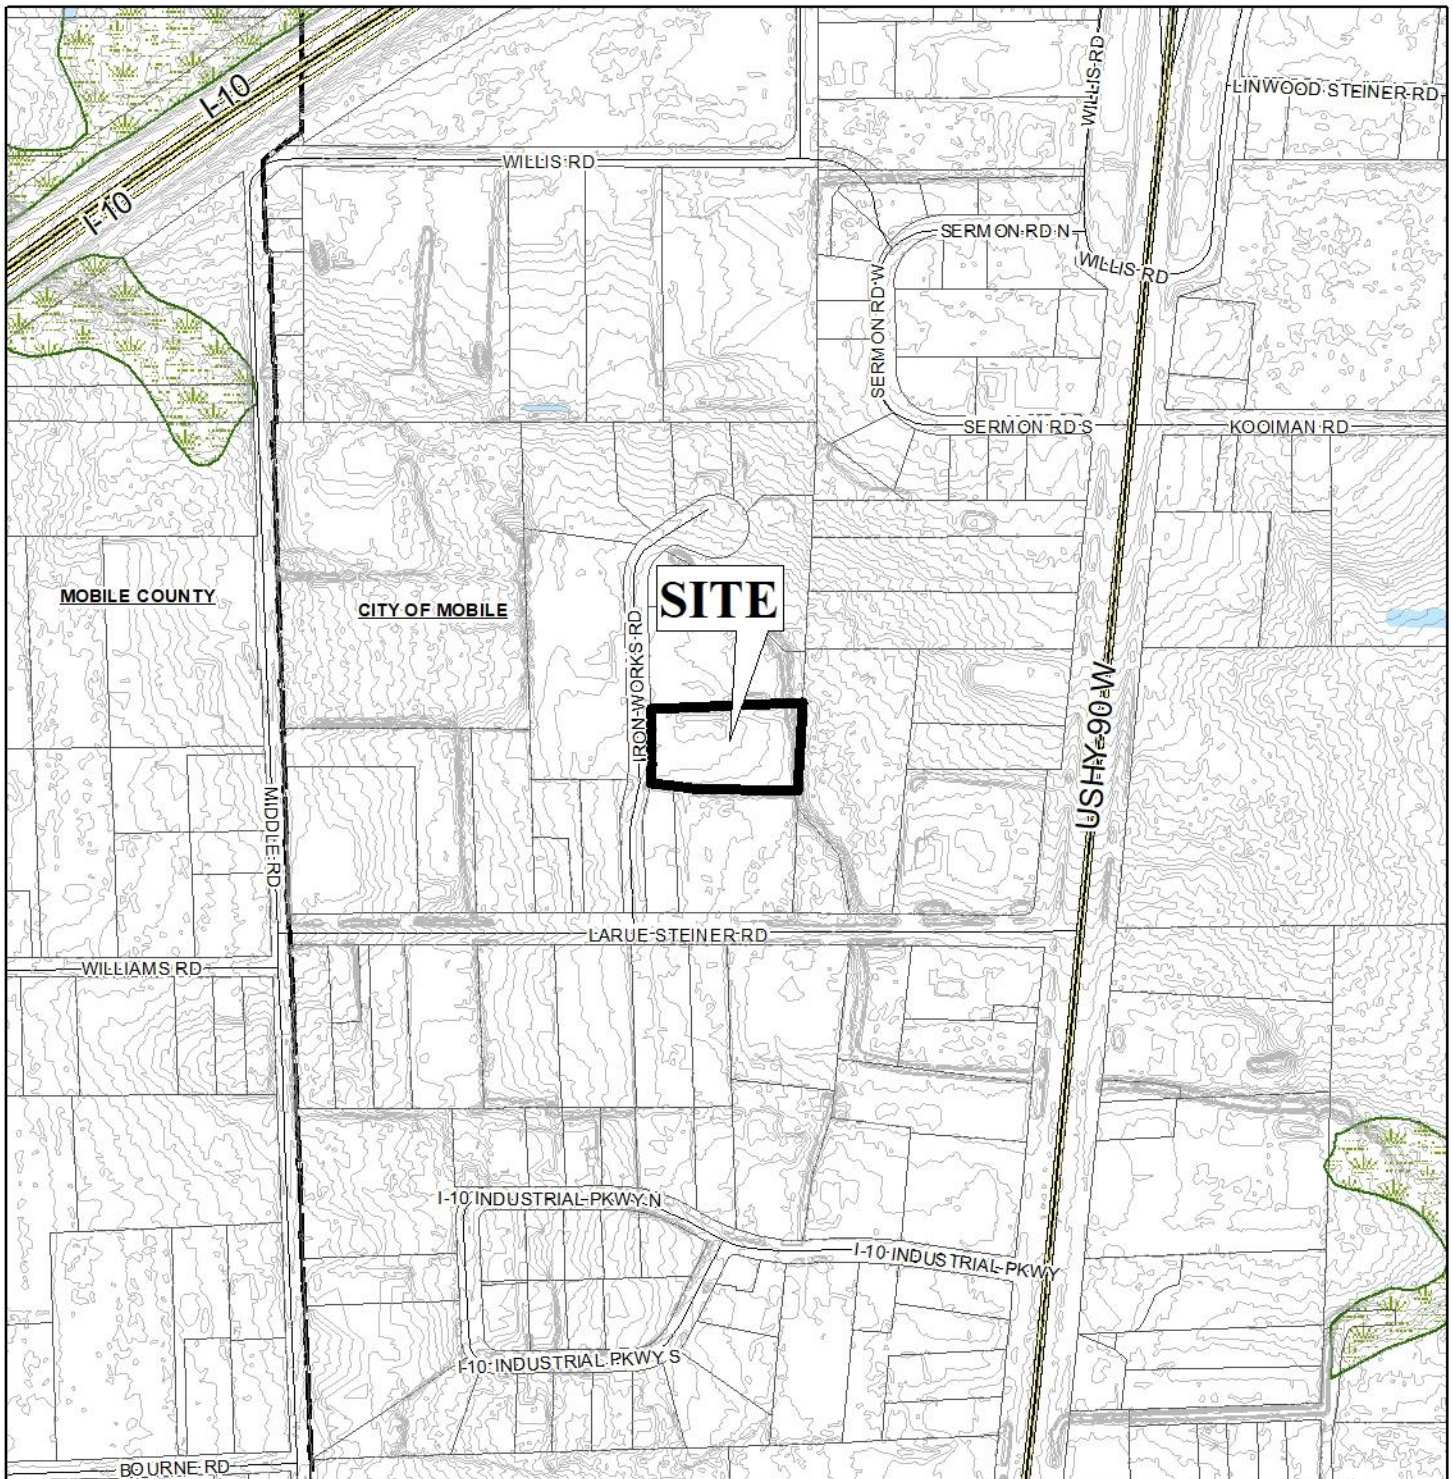 I-10
WILLIS RD
LINWOOD STEINER RD
WILLIS RD
I-10
SERMON RD N
WILLIS RD
SERMON RD W
SERMON RD S
KOOIMAN RD
MOBILE COUNTY
CITY OF MOBILE
SITE
IRON WORKS RD
USHY 90 W
MIDDLE RD
LARUE STEINER RD
WILLIAMS RD
I-10 INDUSTRIAL PKWY N
I-10 INDUSTRIAL PKWY
I-10 INDUSTRIAL PKWY S
BOURNE RD